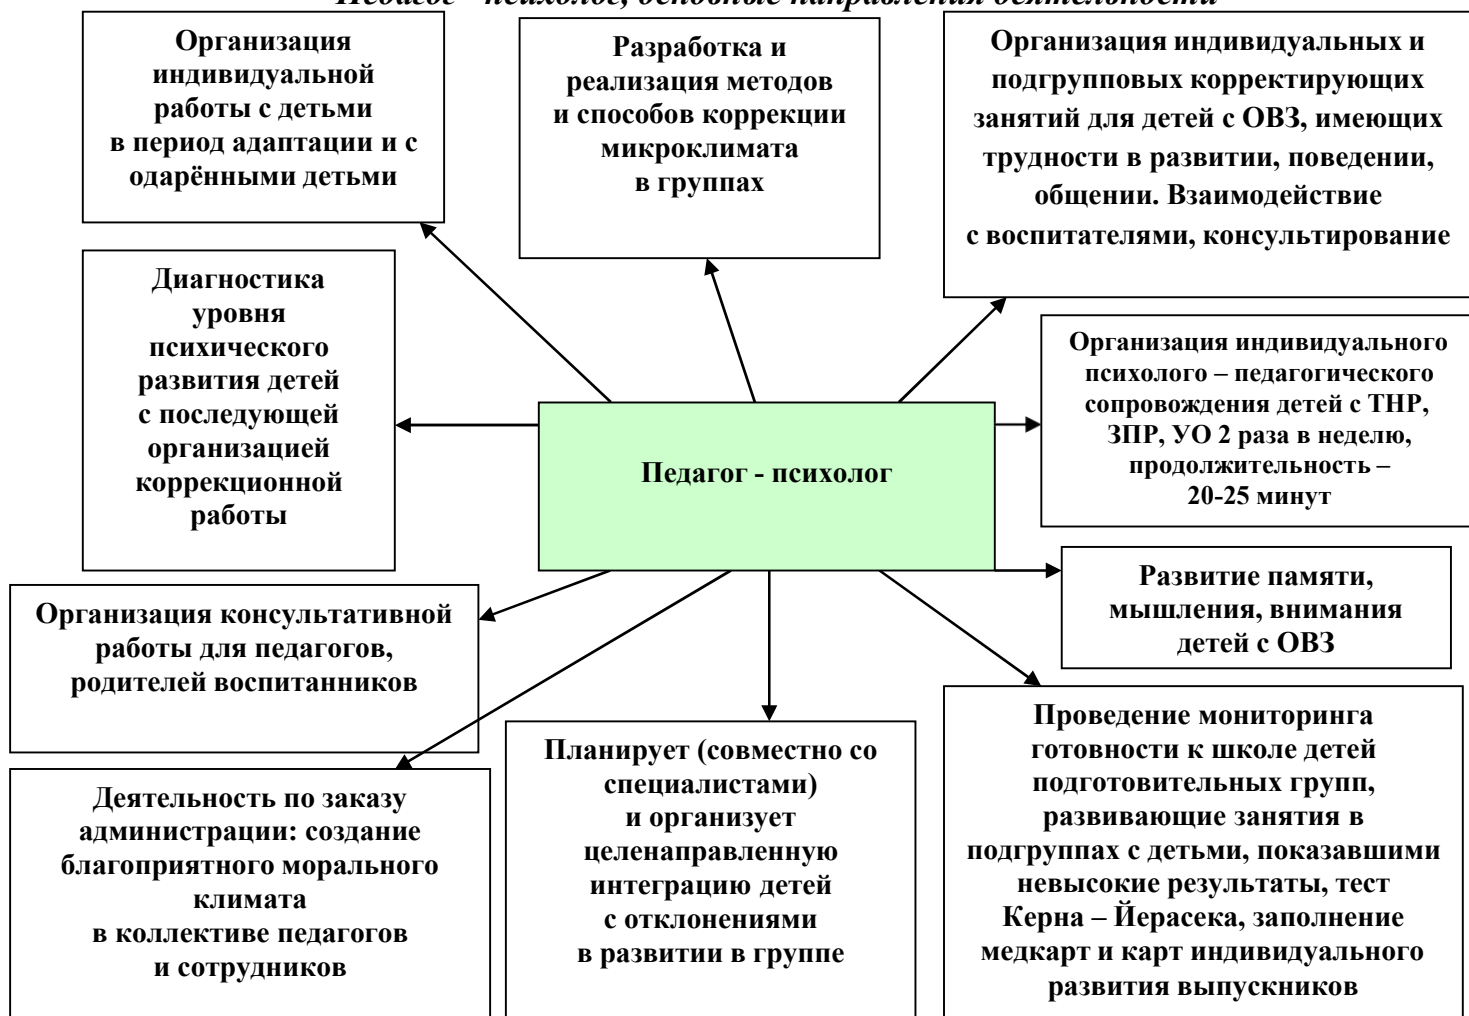 Педагог - психолог, основные направления деятельности
Организация
индивидуальной
работы с детьми
в период адаптации и с
одарёнными детьми
Разработка и
реализация методов
и способов коррекции
микроклимата
в группах
Организация индивидуальных и
подгрупповых корректирующих
занятий для детей с ОВЗ, имеющих
трудности в развитии, поведении,
общении. Взаимодействие
с воспитателями, консультирование
Диагностика
уровня
психического
развития детей
с последующей
организацией
коррекционной
работы
Организация индивидуального
психолого – педагогического
сопровождения детей с ТНР,
ЗПР, УО 2 раза в неделю,
продолжительность –
20-25 минут
Педагог - психолог
Развитие памяти,
мышления, внимания
детей с ОВЗ
Организация консультативной
работы для педагогов,
родителей воспитанников
Деятельность по заказу
администрации: создание
благоприятного морального
климата
в коллективе педагогов
и сотрудников
Планирует (совместно со
специалистами)
и организует
целенаправленную
интеграцию детей
с отклонениями
в развитии в группе
Проведение мониторинга
готовности к школе детей
подготовительных групп,
развивающие занятия в
подгруппах с детьми, показавшими
невысокие результаты, тест
Керна – Йерасека, заполнение
медкарт и карт индивидуального
развития выпускников